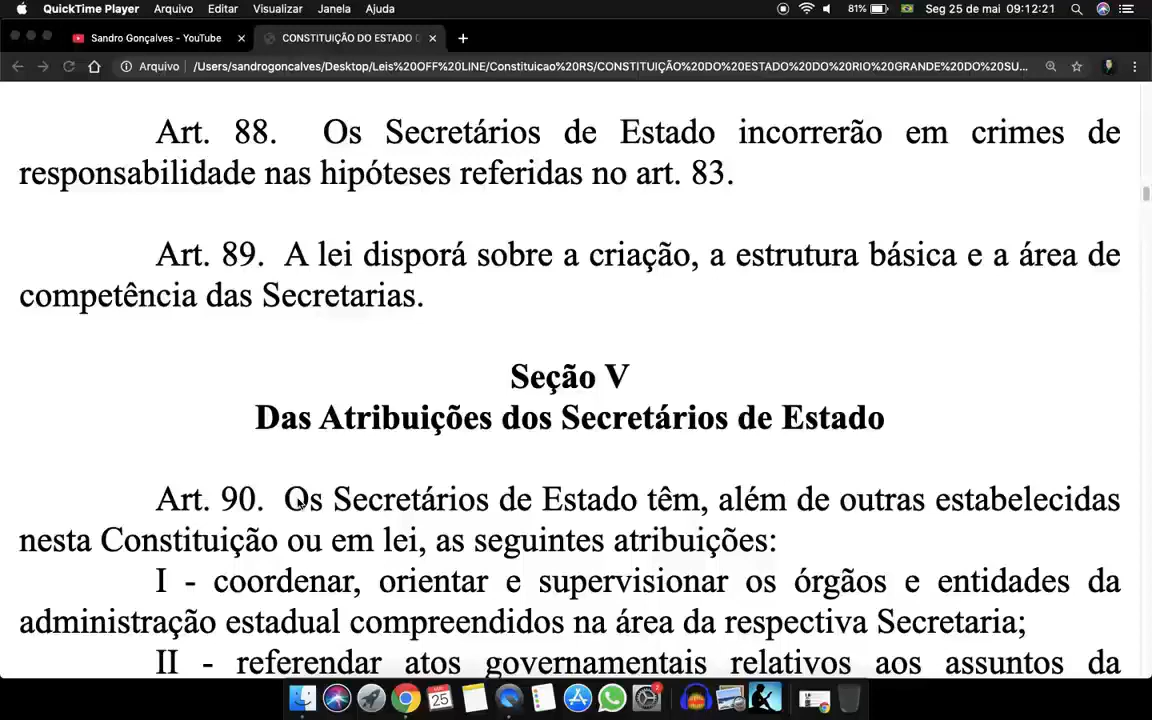 QuickTime Player Arquivo Editar Visualizar Janela Ajuda 81% Seg 25 de mai 09:12:21
Sandro Gonçalves - YouTube CONSTITUIÇÃO DO ESTADO
Arquivo /Users/sandrogoncalves/Desktop/Leis%20OFF%20LINE/Constituicao%20RS/CONSTITUIÇÃO%20DO%20ESTADO%20DO%20RIO%20GRANDE%20DO%20SU...
Art. 88. Os Secretários de Estado incorrerão em crimes de
responsabilidade nas hipóteses referidas no art. 83.
Art. 89. A lei disporá sobre a criação, a estrutura básica e a área de
competência das Secretarias.
Seção V
Das Atribuições dos Secretários de Estado
Art. 90. Os Secretários de Estado têm, além de outras estabelecidas
nesta Constituição ou em lei, as seguintes atribuições:
I - coordenar, orientar e supervisionar os órgãos e entidades da
administração estadual compreendidos na área da respectiva Secretaria;
II - referendar atos governamentais relativos aos assuntos da
25